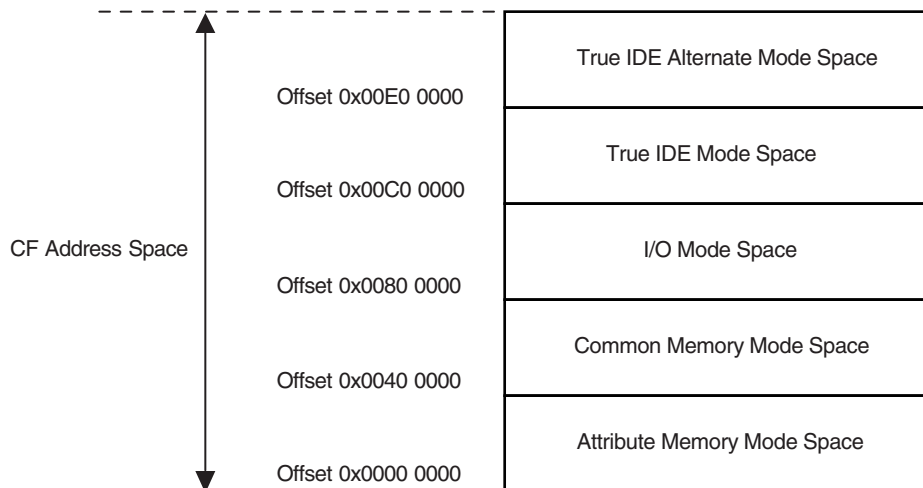 True IDE Alternate Mode Space
Offset 0x00E0 0000
True IDE Mode Space
Offset 0x00C0 0000
CF Address Space
I/O Mode Space
Offset 0x0080 0000
Common Memory Mode Space
Offset 0x0040 0000
Attribute Memory Mode Space
Offset 0x0000 0000